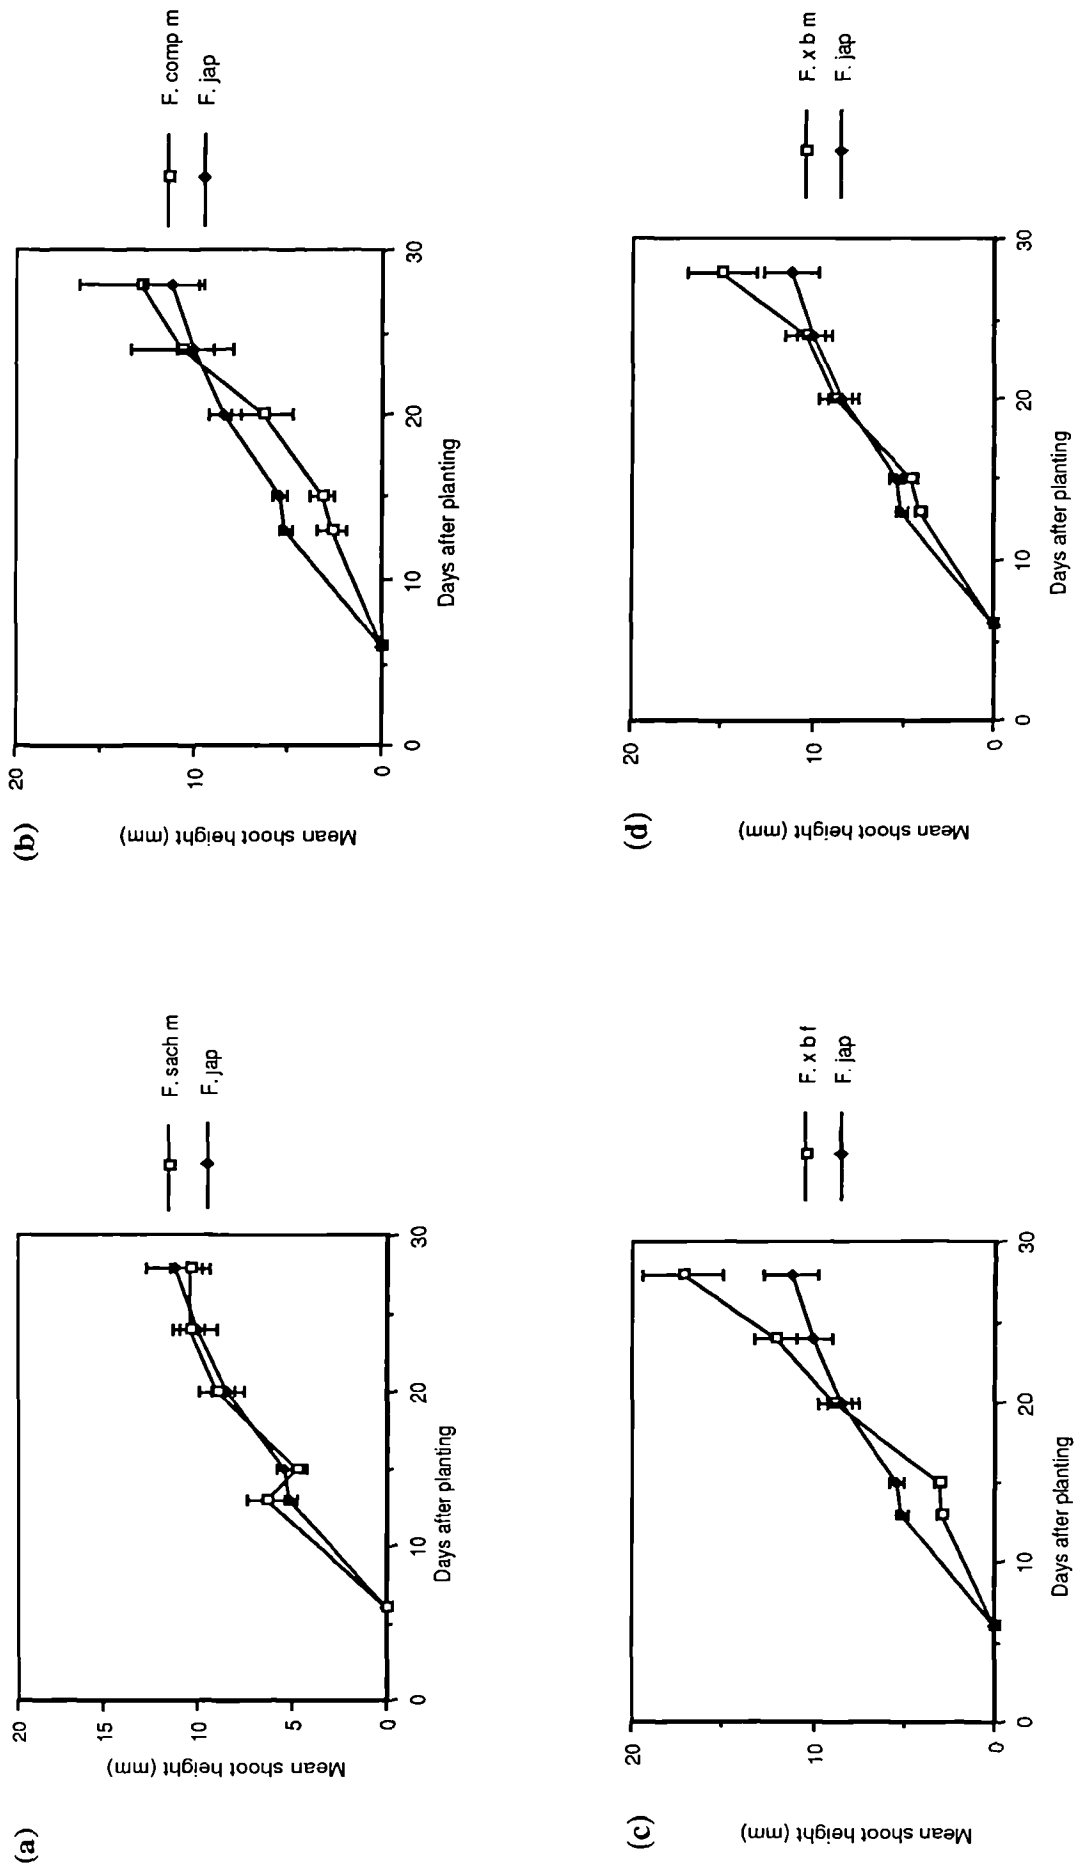 (a)
Mean shoot height (mm)
20
15
10
5
0
0
10
20
30
Days after planting
F. sach m
F. jap
(b)
Mean shoot height (mm)
20
10
0
0
10
20
30
Days after planting
F. comp m
F. jap
(c)
Mean shoot height (mm)
20
10
0
0
10
20
30
Days after planting
F. x b f
F. jap
(d)
Mean shoot height (mm)
20
10
0
0
10
20
30
Days after planting
F. x b m
F. jap